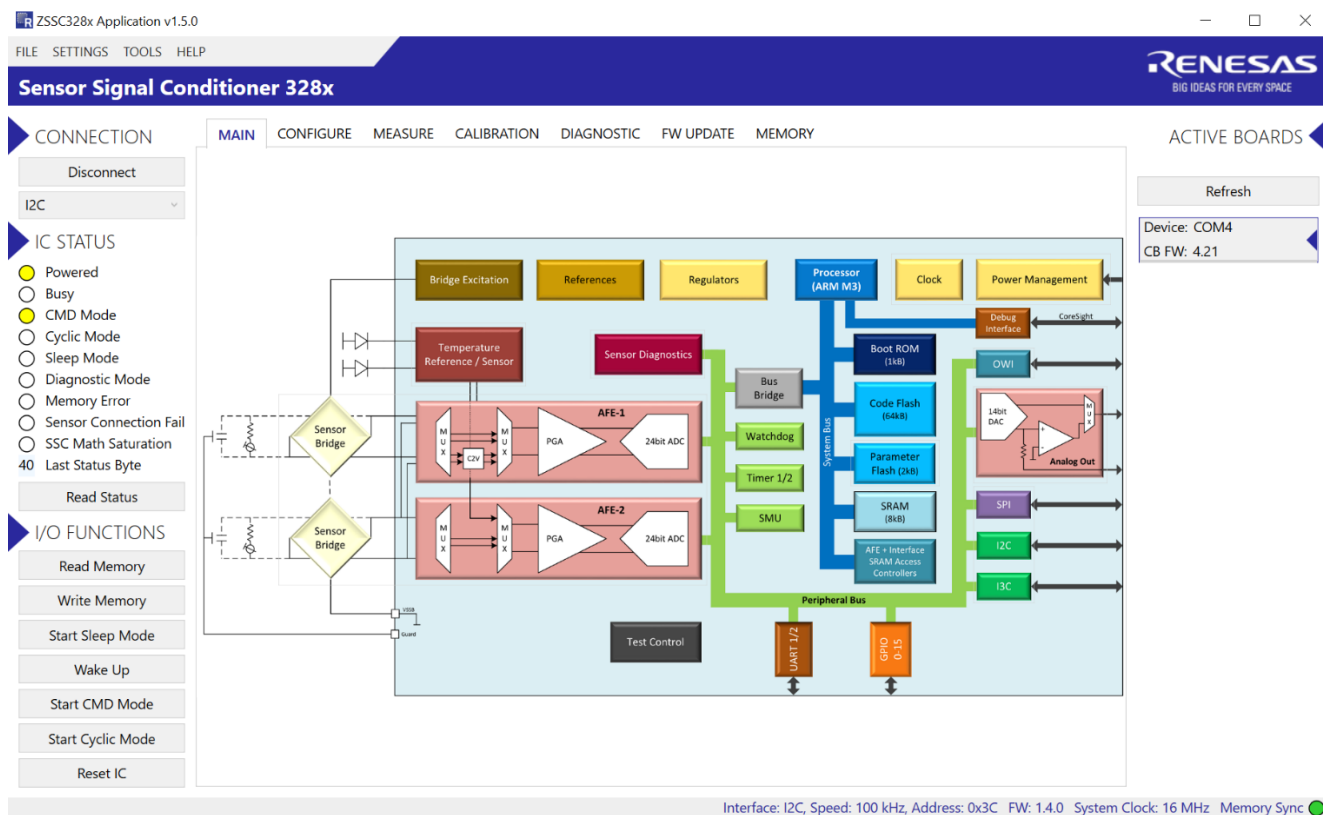 ZSSC328x Application v1.5.0
FILE SETTINGS TOOLS HELP
Sensor Signal Conditioner 328x
RENESAS
BIG IDEAS FOR EVERY SPACE
CONNECTION
Disconnect
I2C
IC STATUS
Powered
Busy
CMD Mode
Cyclic Mode
Sleep Mode
Diagnostic Mode
Memory Error
Sensor Connection Fail
SSC Math Saturation
40 Last Status Byte
Read Status
I/O FUNCTIONS
Read Memory
Write Memory
Start Sleep Mode
Wake Up
Start CMD Mode
Start Cyclic Mode
Reset IC
MAIN CONFIGURE MEASURE CALIBRATION DIAGNOSTIC FW UPDATE MEMORY
Bridge Excitation
References
Regulators
Processor
(ARM M3)
Clock
Power Management
Debug
Interface
CoreSight
Temperature
Reference / Sensor
Sensor Diagnostics
Boot ROM
(1kB)
OWI
Bus
Bridge
Code Flash
(64kB)
14bit
DAC
MUX
Analog Out
Sensor
Bridge
MUX
C2V
MUX
PGA
AFE-1
24bit ADC
Watchdog
System Bus
Parameter
Flash (2kB)
Timer 1/2
Sensor
Bridge
MUX
MUX
PGA
AFE-2
24bit ADC
SMU
SRAM
(8kB)
SPI
AFE + Interface
SRAM Access
Controllers
I2C
I3C
Peripheral Bus
VSSB
Guard
Test Control
UART 1/2
GPIO
0-15
ACTIVE BOARDS
Refresh
Device: COM4
CB FW: 4.21
Interface: I2C, Speed: 100 kHz, Address: 0x3C FW: 1.4.0 System Clock: 16 MHz Memory Sync